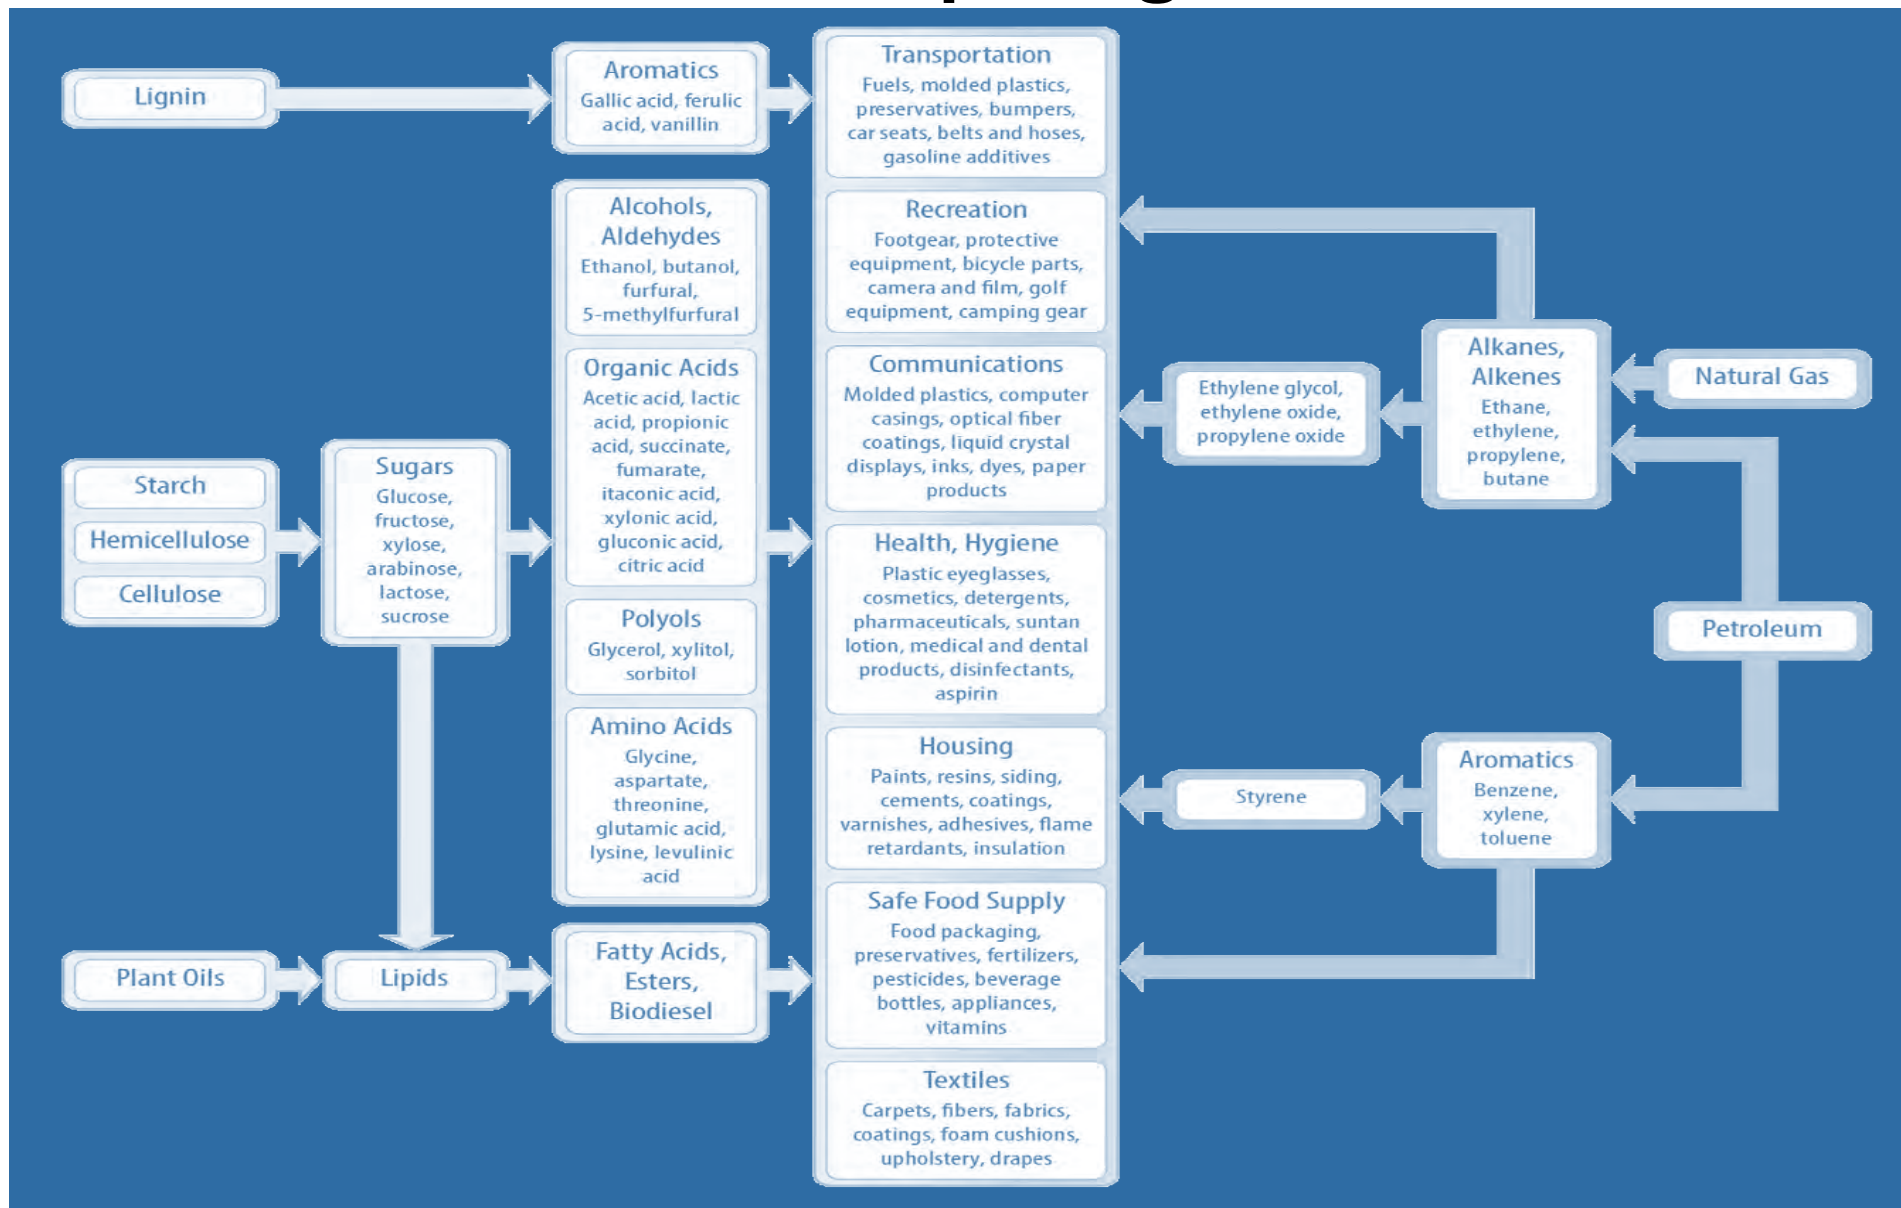 Lignin
Aromatics
Gallic acid, ferulic
acid, vanillin
Alcohols,
Aldehydes
Ethanol, butanol,
furfural,
5-methylfurfural
Organic Acids
Acetic acid, lactic
acid, propionic
acid, succinate,
fumarate,
itaconic acid,
xylonic acid,
gluconic acid,
citric acid
Polyols
Glycerol, xylitol,
sorbitol
Amino Acids
Glycine,
aspartate,
threonine,
glutamic acid,
lysine, levulinic
acid
Starch
Hemicellulose
Cellulose
Sugars
Glucose,
fructose,
xylose,
arabinose,
lactose,
sucrose
Plant Oils
Lipids
Fatty Acids,
Esters,
Biodiesel
Transportation
Fuels, molded plastics,
preservatives, bumpers,
car seats, belts and hoses,
gasoline additives
Recreation
Footgear, protective
equipment, bicycle parts,
camera and film, golf
equipment, camping gear
Communications
Molded plastics, computer
casings, optical fiber
coatings, liquid crystal
displays, inks, dyes, paper
products
Health, Hygiene
Plastic eyeglasses,
cosmetics, detergents,
pharmaceuticals, suntan
lotion, medical and dental
products, disinfectants,
aspirin
Housing
Paints, resins, siding,
cements, coatings,
varnishes, adhesives, flame
retardants, insulation
Safe Food Supply
Food packaging,
preservatives, fertilizers,
pesticides, beverage
bottles, appliances,
vitamins
Textiles
Carpets, fibers, fabrics,
coatings, foam cushions,
upholstery, drapes
Ethylene glycol,
ethylene oxide,
propylene oxide
Alkanes,
Alkenes
Ethane,
ethylene,
propylene,
butane
Natural Gas
Petroleum
Styrene
Aromatics
Benzene,
xylene,
toluene